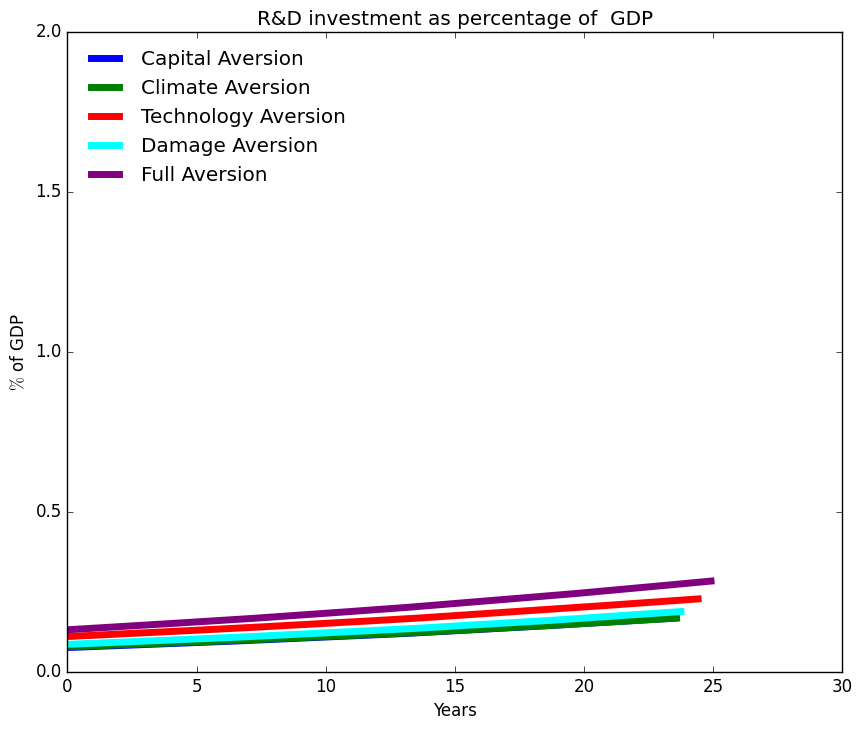 R&D investment as percentage of  GDP
2.0
Capital Aversion
Climate Aversion
Technology Aversion
Damage Aversion
Full Aversion
1.5
% of GDP
1.0
0.5
0.0
0 5 10 15 20 25 30
Years